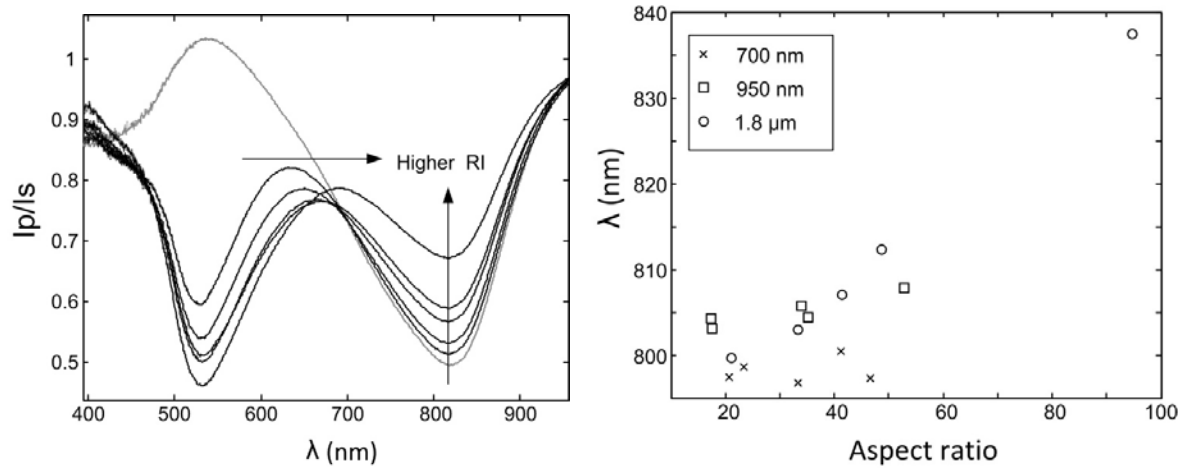 1
0.9
0.8
0.7
0.6
0.5
Ip/Is
Higher RI
400 500 600 700 800 900
λ (nm)
840
830
820
810
800
λ (nm)
700 nm
950 nm
1.8 μm
20 40 60 80 100
Aspect ratio